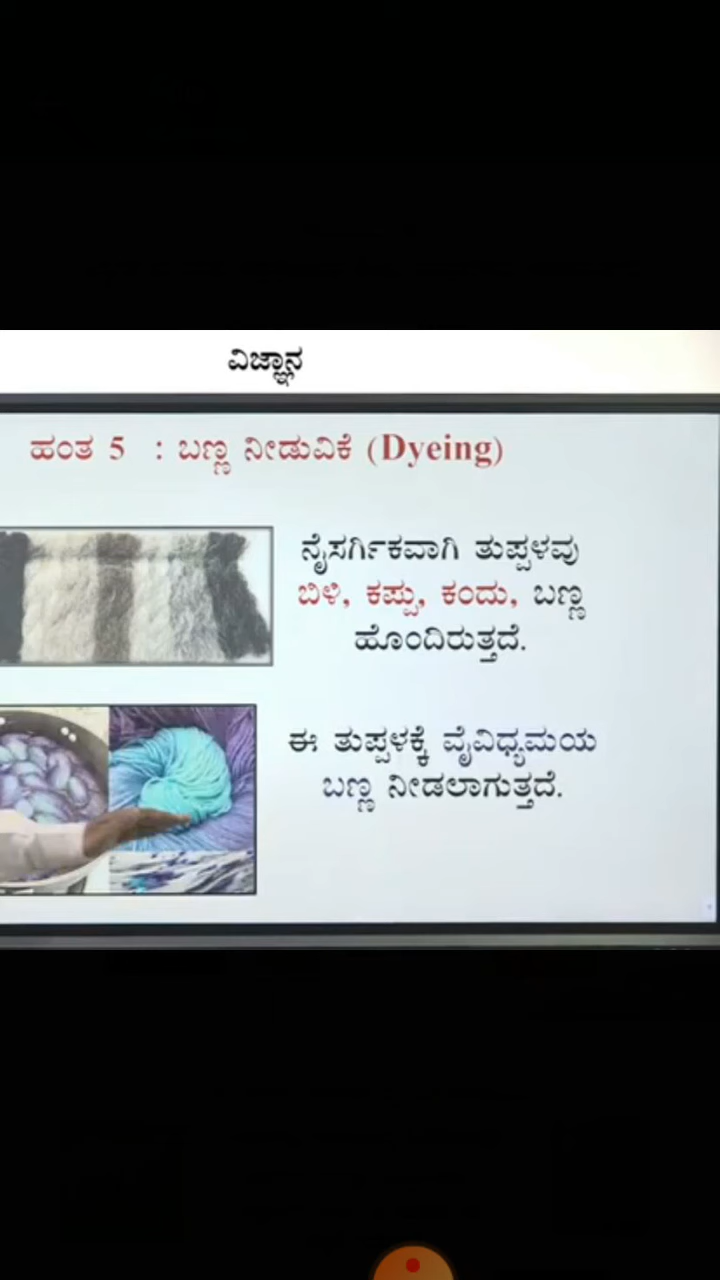 ವಿಜ್ಞಾನ
ಹಂತ 5 : ಬಣ್ಣ ನೀಡುವಿಕೆ (Dyeing)
ನೈಸರ್ಗಿಕವಾಗಿ ತುಪ್ಪಳವು
ಬಿಳಿ, ಕಪ್ಪು, ಕಂದು, ಬಣ್ಣ
ಹೊಂದಿರುತ್ತದೆ.
ಈ ತುಪ್ಪಳಕ್ಕೆ ವೈವಿಧ್ಯಮಯ
ಬಣ್ಣ ನೀಡಲಾಗುತ್ತದೆ.